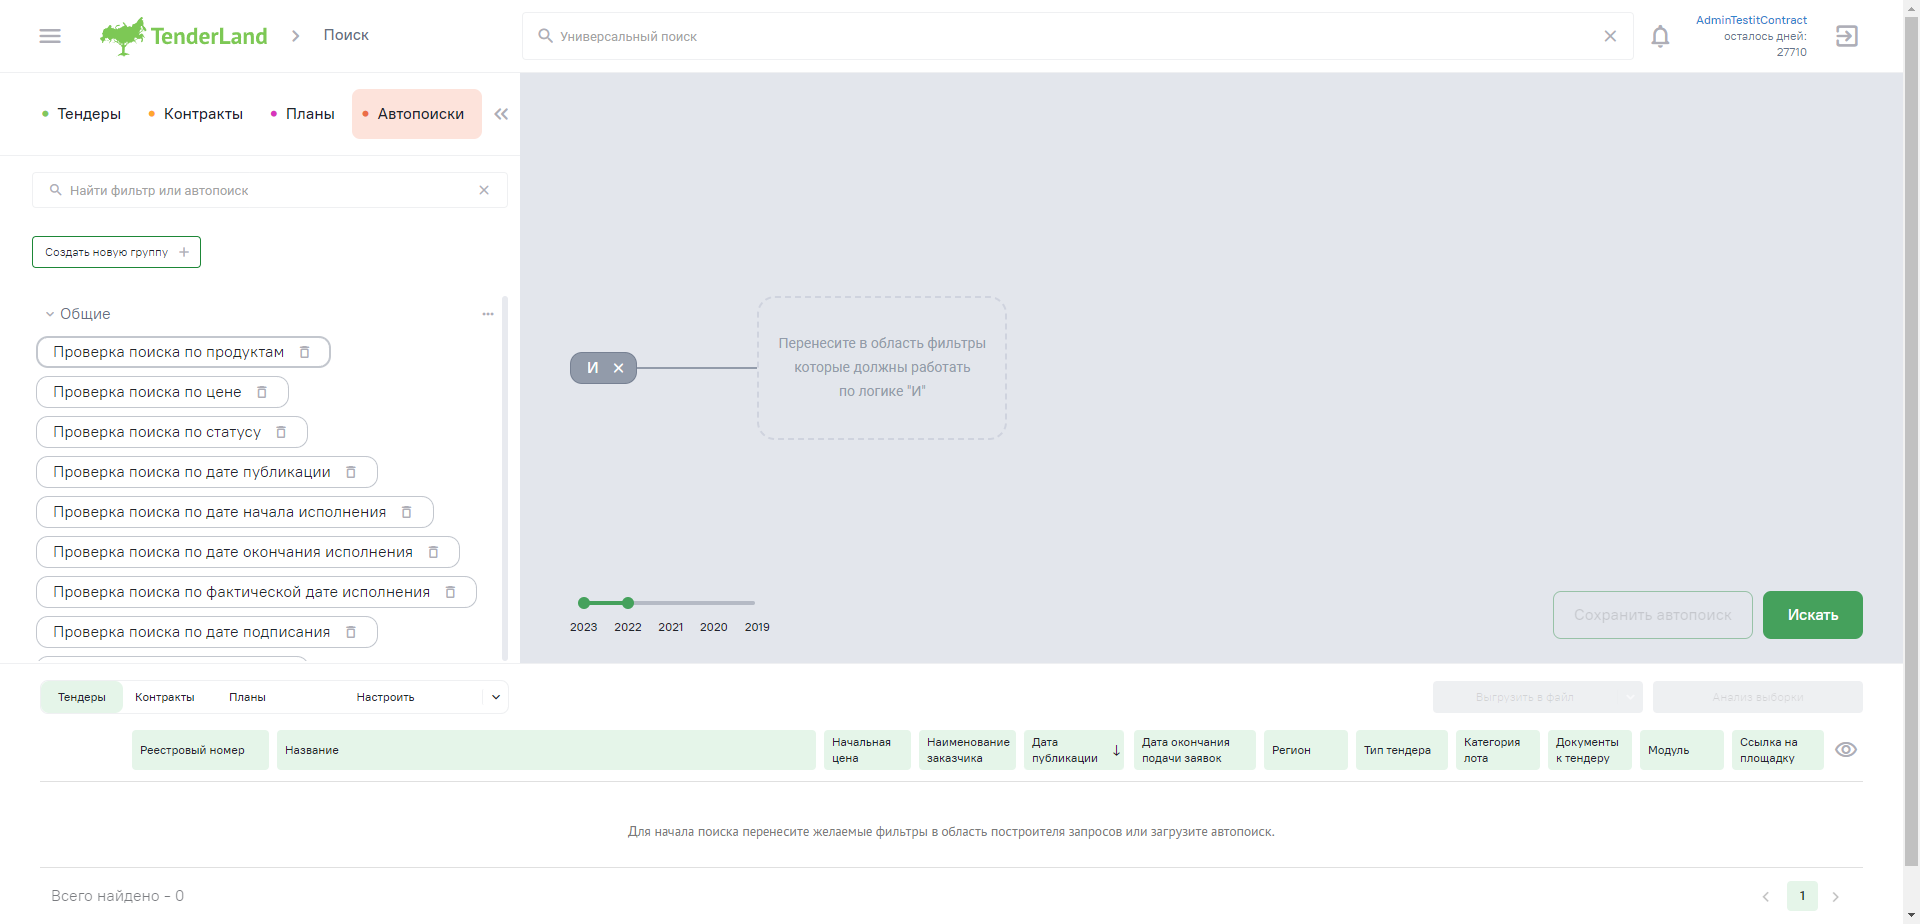 TenderLand
Поиск
Универсальный поиск
AdminTestitContract
осталось дней:
27710
Тендеры
Контракты
Планы
Автопоиски
Найти фильтр или автопоиск
Создать новую группу
Общие
Проверка поиска по продуктам
Проверка поиска по цене
Проверка поиска по статусу
Проверка поиска по дате публикации
Проверка поиска по дате начала исполнения
Проверка поиска по дате окончания исполнения
Проверка поиска по фактической дате исполнения
Проверка поиска по дате подписания
И
Перенесите в область фильтры
которые должны работать
по логике "И"
2023 2022 2021 2020 2019
Сохранить автопоиск
Искать
Тендеры
Контракты
Планы
Настроить
Выгрузить в файл
Анализ выборки
Реестровый номер
Название
Начальная
цена
Наименование
заказчика
Дата
публикации
Дата окончания
подачи заявок
Регион
Тип тендера
Категория
лота
Документы
к тендеру
Модуль
Ссылка на
площадку
Для начала поиска перенесите желаемые фильтры в область построителя запросов или загрузите автопоиск.
Всего найдено - 0
1